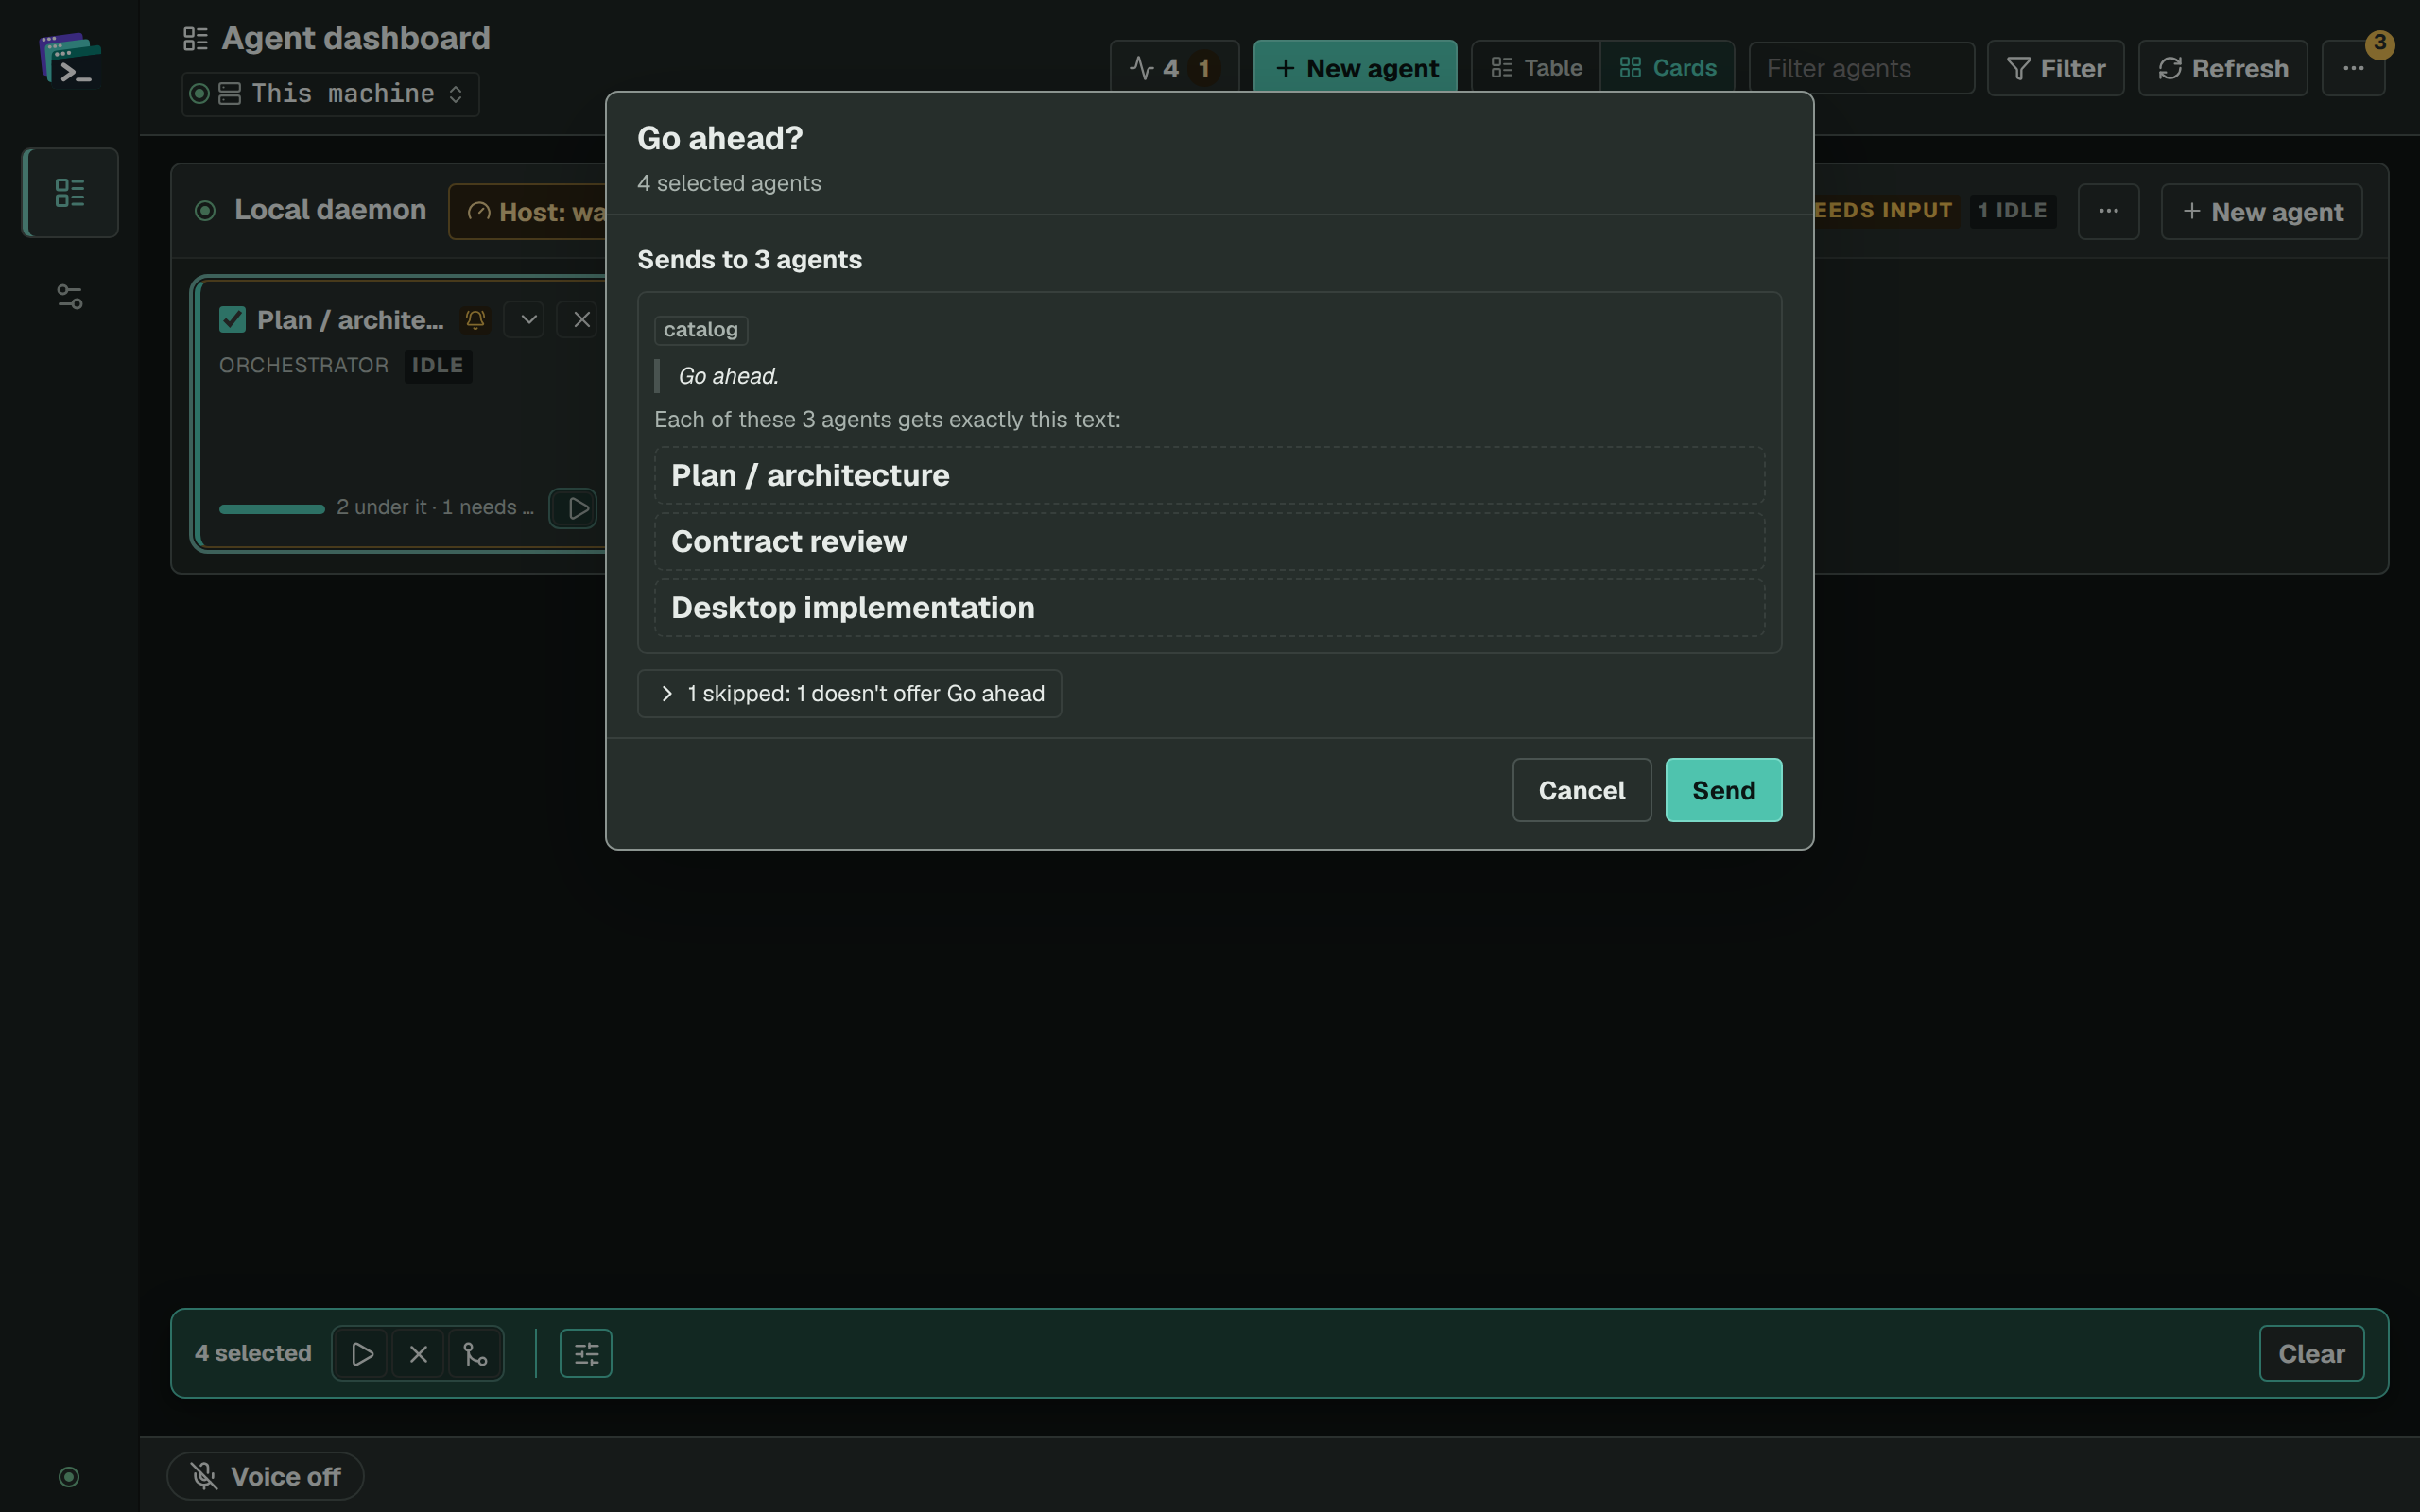 Agent dashboard
This machine
4 1
+ New agent
Table
Cards
Filter agents
Filter
Refresh
...
3
Local daemon
Host: wa
EEDS INPUT
1 IDLE
...
+ New agent
Plan / archite...
ORCHESTRATOR IDLE
2 under it · 1 needs ...
Go ahead?
4 selected agents
Sends to 3 agents
catalog
Go ahead.
Each of these 3 agents gets exactly this text:
Plan / architecture
Contract review
Desktop implementation
1 skipped: 1 doesn't offer Go ahead
Cancel
Send
4 selected
Clear
Voice off